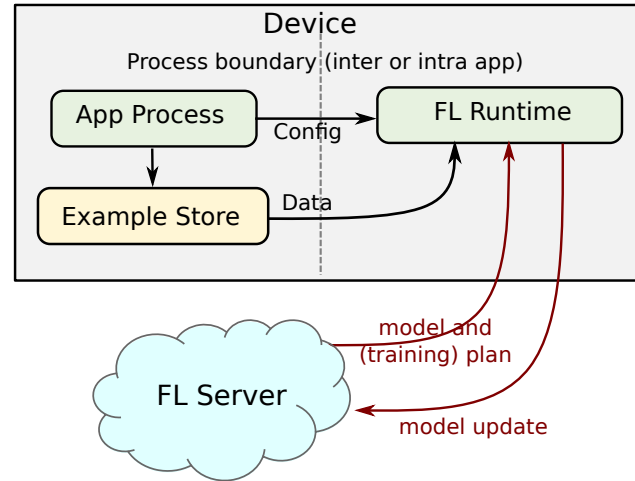 Device
Process boundary (inter or intra app)
App Process
Config
FL Runtime
Example Store
Data
model and
(training) plan
FL Server
model update